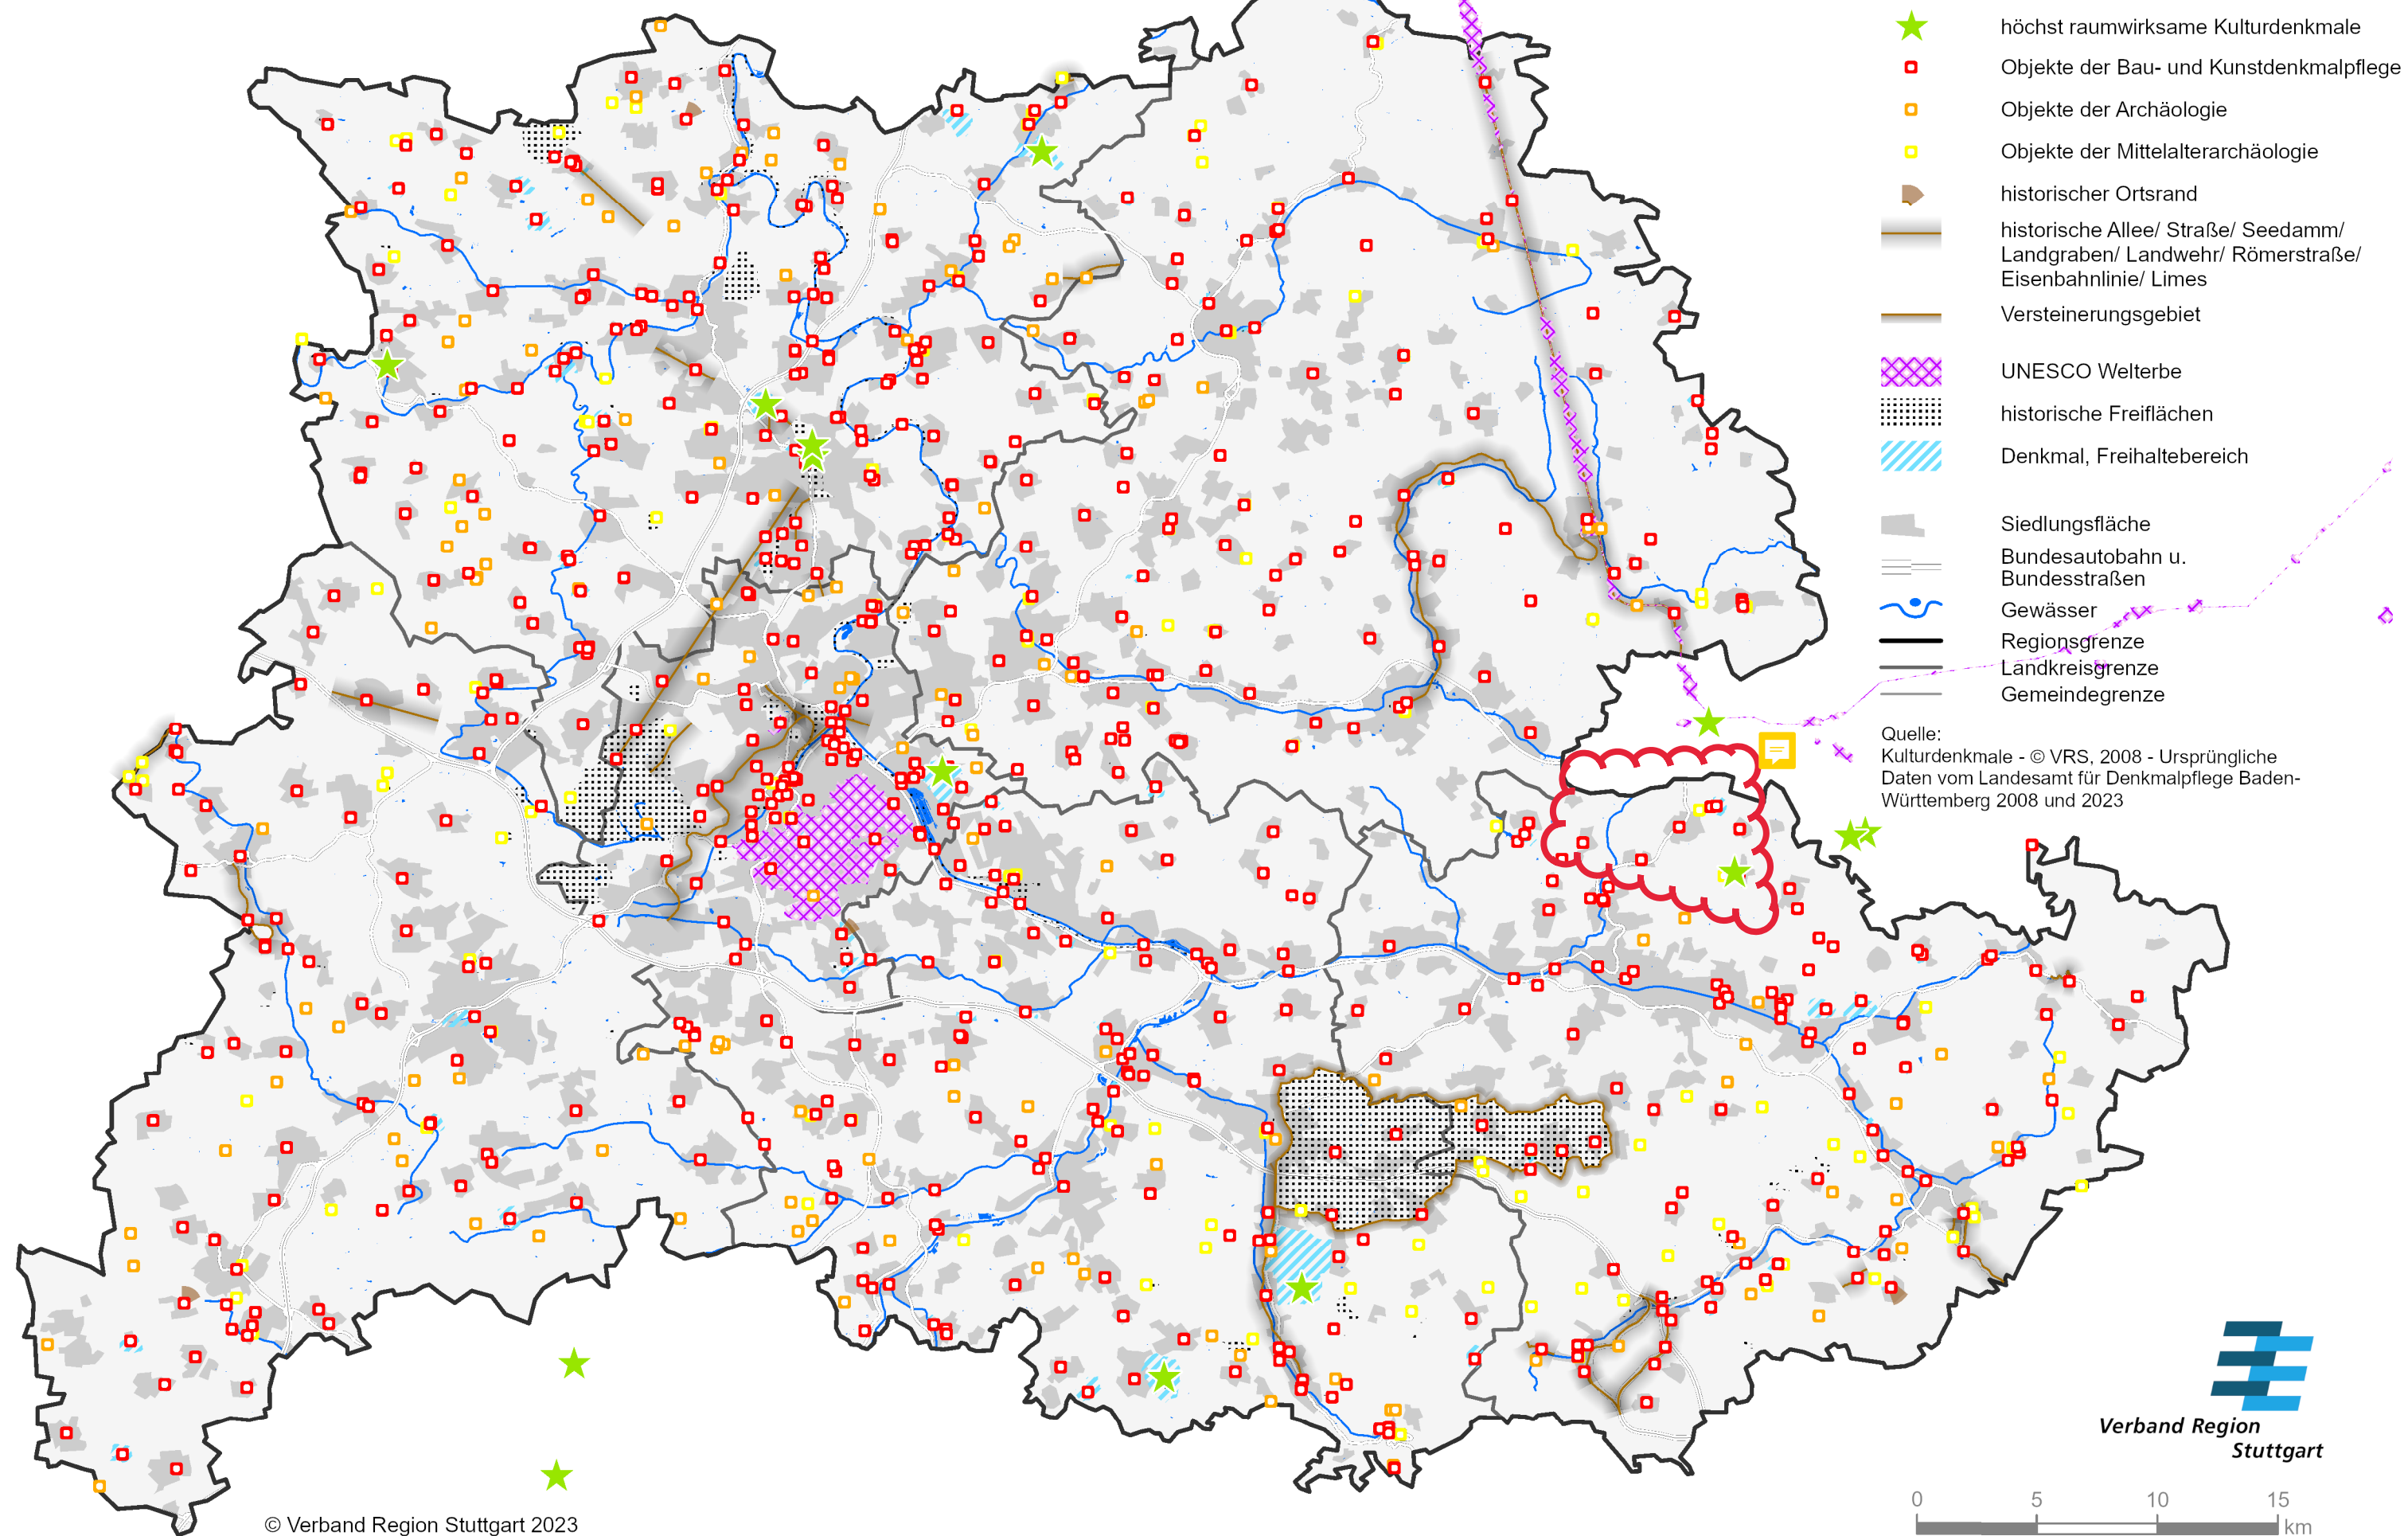 höchst raumwirksame Kulturdenkmale
Objekte der Bau- und Kunstdenkmalpflege
Objekte der Archäologie
Objekte der Mittelalterarchäologie
historischer Ortsrand
historische Allee/ Straße/ Seedamm/
Landgraben/ Landwehr/ Römerstraße/
Eisenbahnlinie/ Limes
Versteinerungsgebiet
UNESCO Welterbe
historische Freiflächen
Denkmal, Freihaltebereich
Siedlungsfläche
Bundesautobahn u.
Bundesstraßen
Gewässer
Regionsgrenze
Landkreisgrenze
Gemeindegrenze
Quelle:
Kulturdenkmale - © VRS, 2008 - Ursprüngliche
Daten vom Landesamt für Denkmalpflege Baden-
Württemberg 2008 und 2023
Verband Region
Stuttgart
0 5 10 15
km
© Verband Region Stuttgart 2023